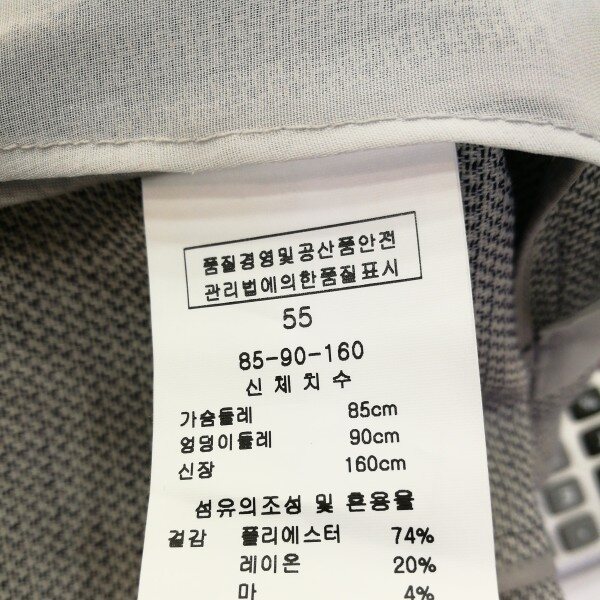 품질경영및공산품안전
관리법에의한품질표시
55
85-90-160
신체치수
가슴둘레 85cm
엉덩이둘레 90cm
신장 160cm
섬유의조성 및 혼용율
겉감 폴리에스터 74%
레이온 20%
마 4%